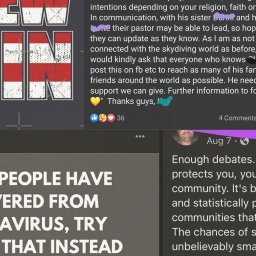 EW
IN
intentions depending on your religion, faith or
In communication, with his sister and
their pastor may be able to lead, so hop
they can update as they know. As I am as not
connected with the skydiving world as before,
would kindly ask that everyone who knows
post this on fb etc to reach as many of his fam
friends around the world as possible. He need
support we can give. Further information to fo
Thanks guys,
36
4 Comments
PEOPLE HAVE
VERED FROM
NAVIRUS, TRY
THAT INSTEAD
Aug 7 ·
Enough debates.
protects you, you
community. It's b
and statistically p
communities that
The chances of s
unbelievably sma